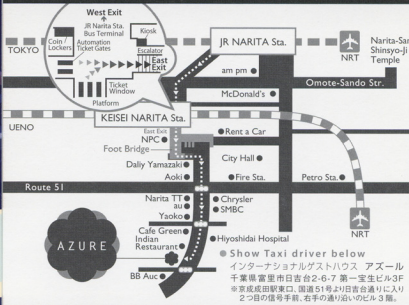 West Exit
JR Narita Sta.
Bus Terminal
Kiosk
Coin
Lockers
Automation
Ticket Gates
Escalator
East
Exit
Ticket
Window
Platform
TOKYO
JR NARITA Sta.
NRT
Narita-San
Shinsyo-Ji
Temple
am pm
Omote-Sando Str.
McDonald's
KEISEI NARITA Sta.
UENO
East Exit
NPC
Foot Bridge
Rent a Car
Daliy Yamazaki
City Hall
Aoki
Fire Sta.
Petro Sta.
Route 51
Narita TT
au
Yaoko
Chrysler
SMBC
NRT
Cafe Green
Indian
Restaurant
Hiyoshidai Hospital
AZURE
BB Auc
Show Taxi driver below
インターナショナルゲストハウス アズール
千葉県富里市日吉台2-6-7 第一宝生ビル3F
※京成成田駅東口、国道51号より日吉台通りに入り
2つ目の信号手前、右手の通り沿いのビル3階。